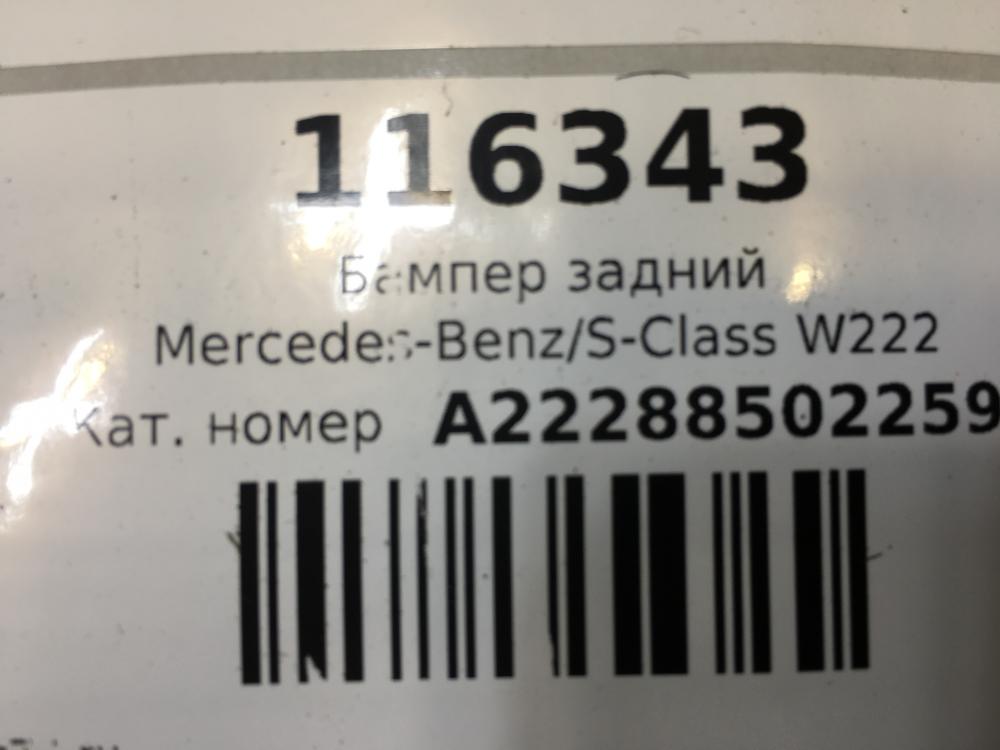 116343
Бампер задний
Mercedes-Benz/S-Class W222
Кат. номер A22288502259